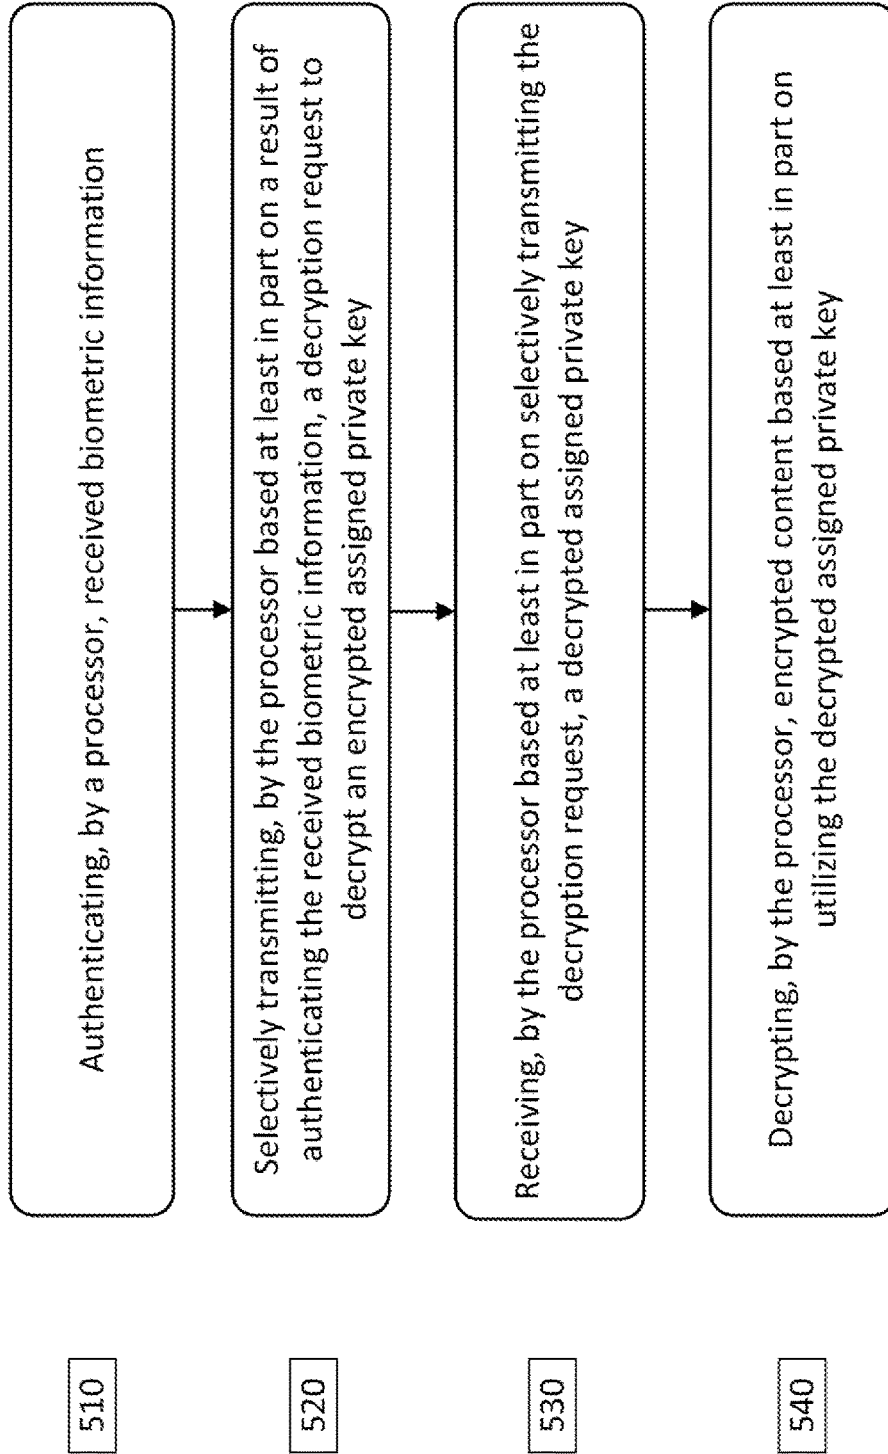 510
Authenticating, by a processor, received biometric information
520
Selectively transmitting, by the processor based at least in part on a result of
authenticating the received biometric information, a decryption request to
decrypt an encrypted assigned private key
530
Receiving, by the processor based at least in part on selectively transmitting the
decryption request, a decrypted assigned private key
540
Decrypting, by the processor, encrypted content based at least in part on
utilizing the decrypted assigned private key